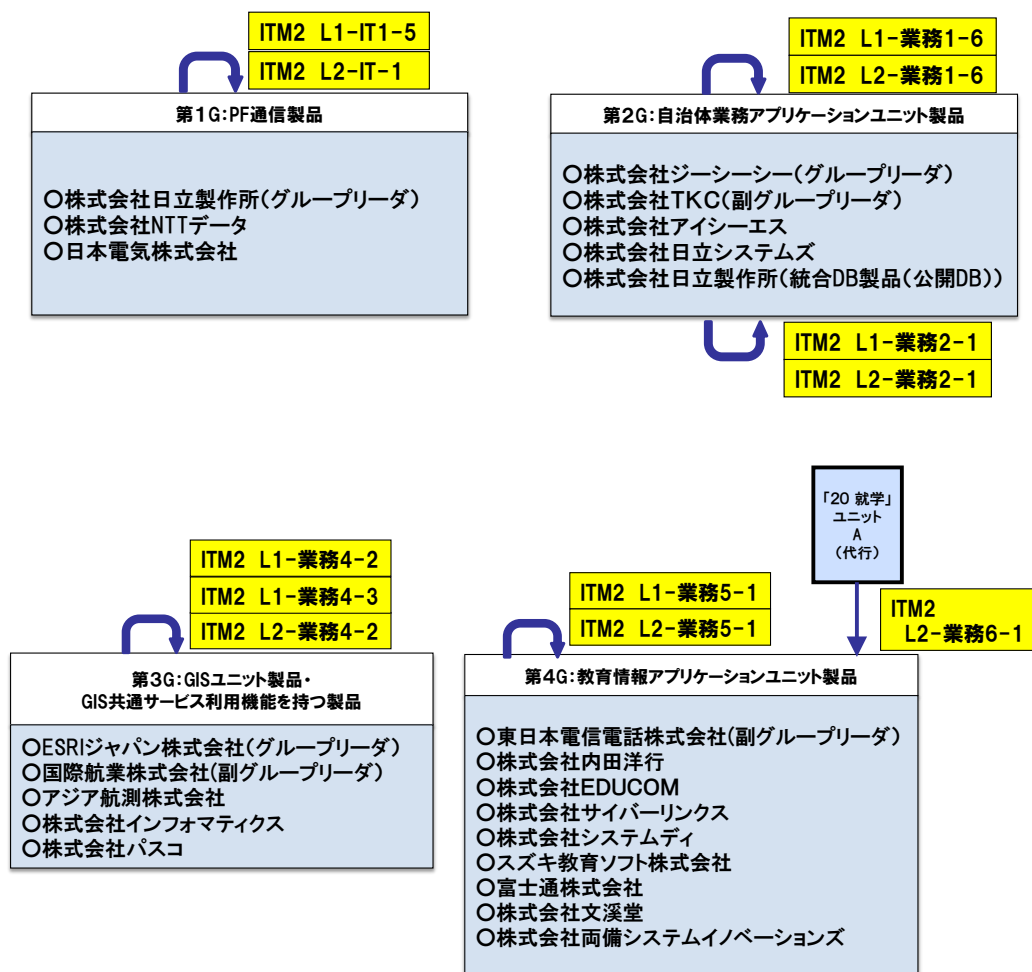 ITM2 L1-IT1-5
ITM2 L2-IT-1
第1G:PF通信製品
○株式会社日立製作所(グループリーダ)
○株式会社NTTデータ
○日本電気株式会社
ITM2 L1-業務1-6
ITM2 L2-業務1-6
第2G:自治体業務アプリケーションユニット製品
○株式会社ジーシーシー(グループリーダ)
○株式会社TKC(副グループリーダ)
○株式会社アイシーエス
○株式会社日立システムズ
○株式会社日立製作所(統合DB製品(公開DB))
ITM2 L1-業務2-1
ITM2 L2-業務2-1
ITM2 L1-業務4-2
ITM2 L1-業務4-3
ITM2 L2-業務4-2
第3G:GISユニット製品・
GIS共通サービス利用機能を持つ製品
○ESRIジャパン株式会社(グループリーダ)
○国際航業株式会社(副グループリーダ)
○アジア航測株式会社
○株式会社インフォマティクス
○株式会社パスコ
「20 就学」
ユニット
A
(代行)
ITM2
L2-業務6-1
ITM2 L1-業務5-1
ITM2 L2-業務5-1
第4G:教育情報アプリケーションユニット製品
○東日本電信電話株式会社(副グループリーダ)
○株式会社内田洋行
○株式会社EDUCOM
○株式会社サイバーリンクス
○株式会社システムディ
○スズキ教育ソフト株式会社
○富士通株式会社
○株式会社文溪堂
○株式会社両備システムイノベーションズ